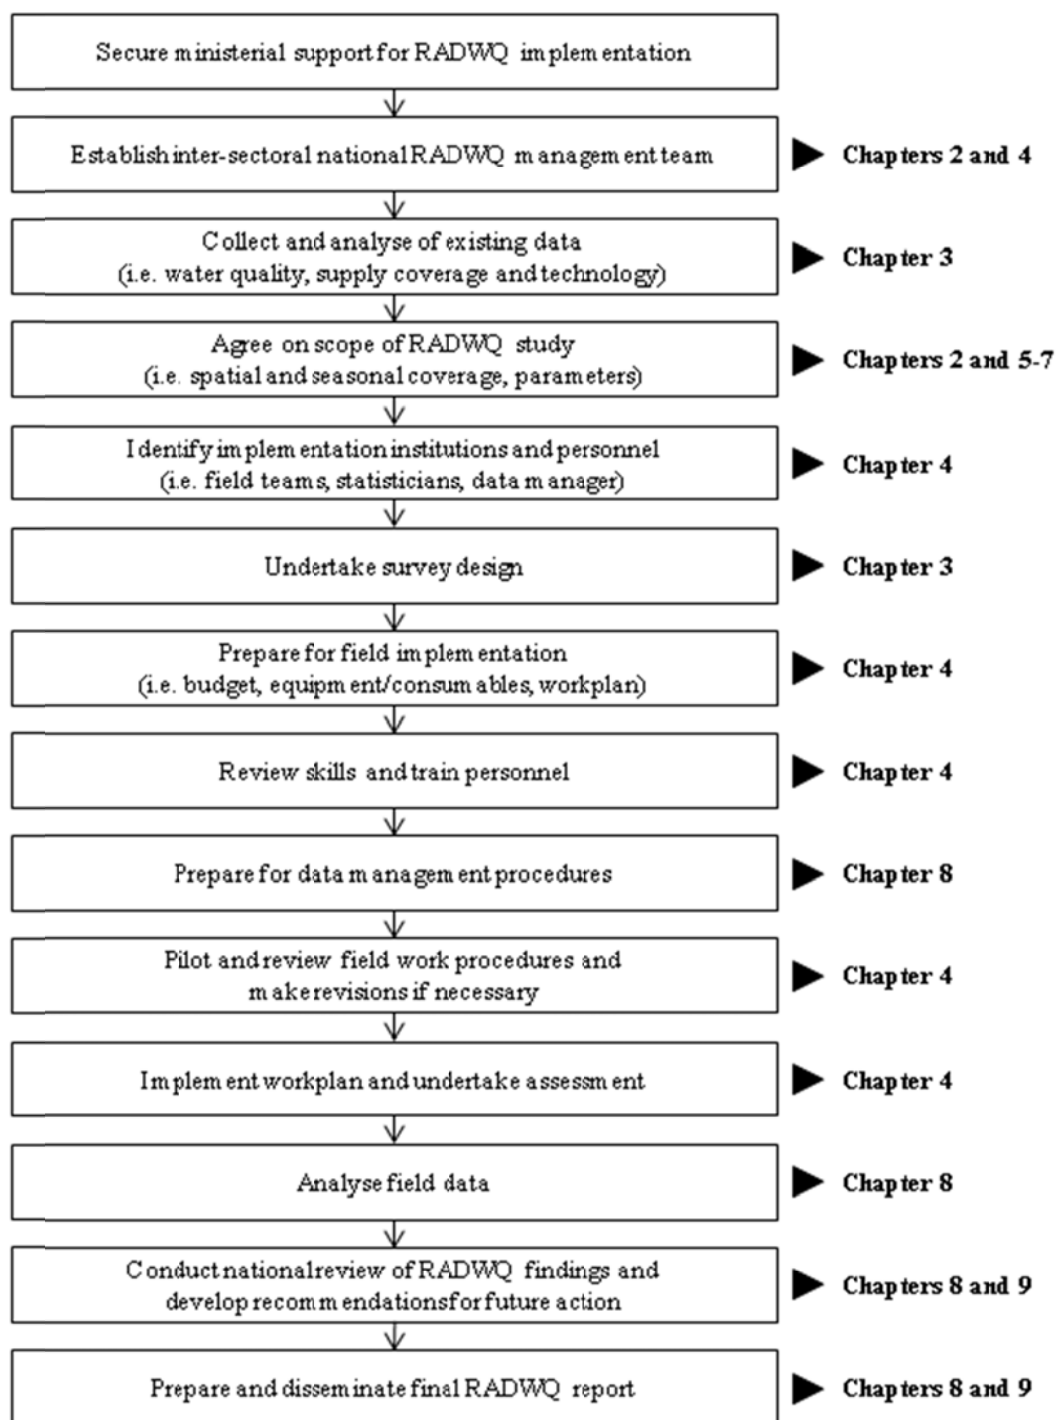 Secure ministerial support for RADWQ implementation
Establish inter-sectoral national RADWQ management team
Chapters 2 and 4
Collect and analyse of existing data
(i.e. water quality, supply coverage and technology)
Chapter 3
Agree on scope of RADWQ study
(i.e. spatial and seasonal coverage, parameters)
Chapters 2 and 5-7
Identify implementation institutions and personnel
(i.e. field teams, statisticians, data manager)
Chapter 4
Undertake survey design
Chapter 3
Prepare for field implementation
(i.e. budget, equipment/consumables, workplan)
Chapter 4
Review skills and train personnel
Chapter 4
Prepare for data management procedures
Chapter 8
Pilot and review field work procedures and
make revisions if necessary
Chapter 4
Implement workplan and undertake assessment
Chapter 4
Analyse field data
Chapter 8
Conduct national review of RADWQ findings and
develop recommendations for future action
Chapters 8 and 9
Prepare and disseminate final RADWQ report
Chapters 8 and 9